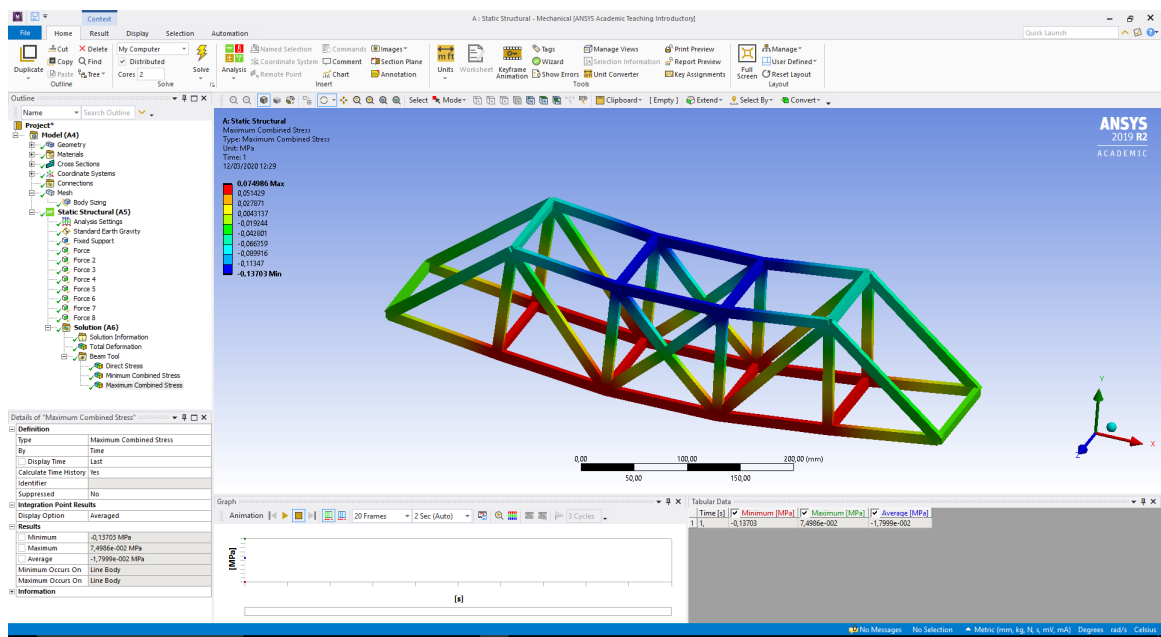 Context
A : Static Structural - Mechanical [ANSYS Academic Teaching Introductory]
File Home Result Display Selection Automation
Quick Launch
Cut Delete My Computer
Copy Find Distributed
Paste Tree Cores 2
Duplicate Solve Analysis
Outline Solve
Named Selection Commands Images
Coordinate System Comment Section Plane
Remote Point Chart Annotation
Insert
Units Worksheet Keyframe Animation
Tags Manage Views Print Preview
Wizard Selection Information Report Preview
Show Errors Unit Converter Key Assignments
Tools
Full Screen
Manage
User Defined
Reset Layout
Layout
Outline
Name Search Outline
Select Mode Clipboard [ Empty ] Extend Select By Convert
Project*
Model (A4)
Geometry
Materials
Cross Sections
Coordinate Systems
Connections
Mesh
Body Sizing
Static Structural (A5)
Analysis Settings
Standard Earth Gravity
Fixed Support
Force
Force 2
Force 3
Force 4
Force 5
Force 6
Force 7
Force 8
Solution (A6)
Solution Information
Total Deformation
Beam Tool
Direct Stress
Minimum Combined Stress
Maximum Combined Stress
A: Static Structural
Maximum Combined Stress
Type: Maximum Combined Stress
Unit: MPa
Time: 1
12/03/2020 12:29
0,074986 Max
0,051429
0,027871
0,0043137
-0,019244
-0,042801
-0,066359
-0,089916
-0,11347
-0,13703 Min
ANSYS
2019 R2
ACADEMIC
0,00 100,00 200,00 (mm)
50,00 150,00
Y
X
Z
Details of "Maximum Combined Stress"
Definition
Type Maximum Combined Stress
By Time
Display Time Last
Calculate Time History Yes
Identifier
Suppressed No
Integration Point Results
Display Option Averaged
Results
Minimum -0,13703 MPa
Maximum 7,4986e-002 MPa
Average -1,7999e-002 MPa
Minimum Occurs On Line Body
Maximum Occurs On Line Body
Information
Graph
Animation 20 Frames 2 Sec (Auto) 3 Cycles
[MPa]
[s]
Tabular Data
Time [s] Minimum [MPa] Maximum [MPa] Average [MPa]
1 1, -0,13703 7,4986e-002 -1,7999e-002
No Messages No Selection Metric (mm, kg, N, s, mV, mA) Degrees rad/s Celsius